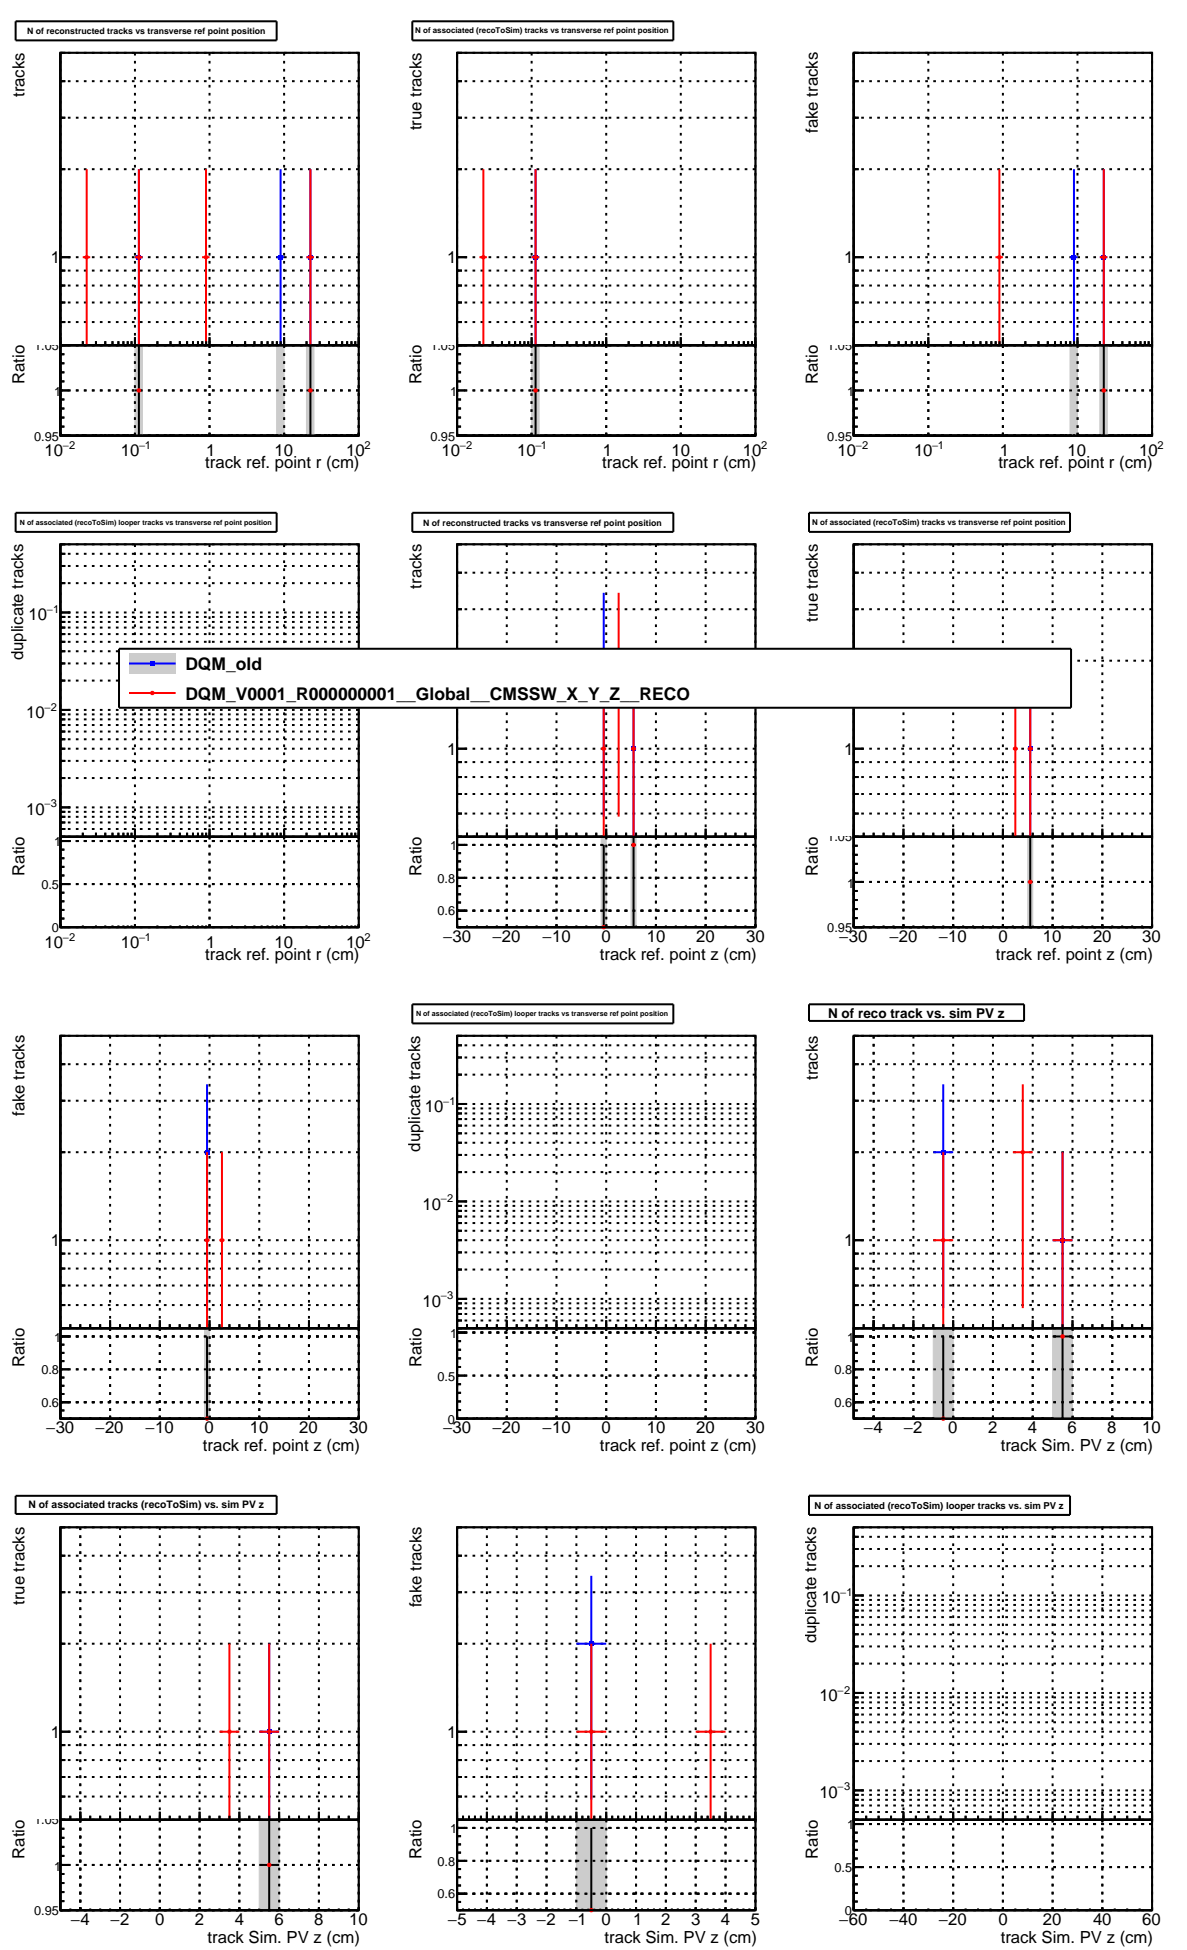 N of reconstructed tracks vs transverse ref point position
tracks
1
Ratio
1.05
1
0.95
10−2 10−1 1 10 102
track ref. point r (cm)
N of associated (recoToSim) tracks vs transverse ref point position
true tracks
1
Ratio
1.05
1
0.95
10−2 10−1 1 10 102
track ref. point r (cm)
fake tracks
1
Ratio
1.05
1
0.95
10−2 10−1 1 10 102
track ref. point r (cm)
N of associated (recoToSim) looper tracks vs transverse ref point position
duplicate tracks
10−1
10−2
10−3
Ratio
1
0.5
0
10−2 10−1 1 10 102
track ref. point r (cm)
N of reconstructed tracks vs transverse ref point position
tracks
1
Ratio
1
0.8
0.6
−30 −20 −10 0 10 20 30
track ref. point z (cm)
N of associated (recoToSim) tracks vs transverse ref point position
true tracks
1
Ratio
1.05
1
0.95
−30 −20 −10 0 10 20 30
track ref. point z (cm)
DQM_old
DQM_V0001_R000000001__Global__CMSSW_X_Y_Z__RECO
fake tracks
1
Ratio
1
0.8
0.6
−30 −20 −10 0 10 20 30
track ref. point z (cm)
N of associated (recoToSim) looper tracks vs transverse ref point position
duplicate tracks
10−1
10−2
10−3
Ratio
1
0.5
0
−30 −20 −10 0 10 20 30
track ref. point z (cm)
N of reco track vs. sim PV z
tracks
1
Ratio
1
0.8
0.6
−4 −2 0 2 4 6 8 10
track Sim. PV z (cm)
N of associated tracks (recoToSim) vs. sim PV z
true tracks
1
Ratio
1.05
1
0.95
−4 −2 0 2 4 6 8 10
track Sim. PV z (cm)
fake tracks
1
Ratio
1
0.8
0.6
−5 −4 −3 −2 −1 0 1 2 3 4 5
track Sim. PV z (cm)
N of associated (recoToSim) looper tracks vs. sim PV z
duplicate tracks
10−1
10−2
10−3
Ratio
1
0.5
0
−60 −40 −20 0 20 40 60
track Sim. PV z (cm)